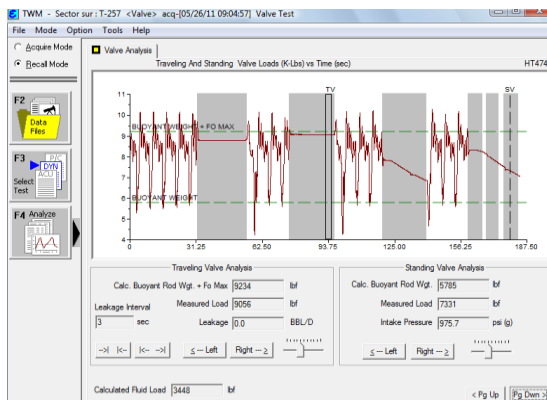 TWM - Sector sur : T-257 <Valve> acq-[05/26/11 09:04:57] Valve Test
File Mode Option Tools Help
Acquire Mode
Recall Mode
F2
Data
Files
F3
Select
Test
P/C
DYN
ACU
F4 Analyze
Valve Analysis
Traveling And Standing Valve Loads (K-Lbs) vs Time (sec)
HT474
TV
SV
11
10
9
8
7
6
5
4
BUOYANT WEIGHT + FO MAX
BUOYANT WEIGHT
0 31.25 62.50 93.75 125.00 156.25 187.50
Traveling Valve Analysis
Calc. Buoyant Rod Wgt. + Fo Max 9234 lbf
Leakage Interval
Measured Load 9056 lbf
3 sec
Leakage 0.0 BBL/D
-->| |<-- |<-- -->| < --- Left Right --- >
Standing Valve Analysis
Calc. Buoyant Rod Wgt. 5785 lbf
Measured Load 7331 lbf
Intake Pressure 975.7 psi (g)
< --- Left Right --- >
Calculated Fluid Load 3448 lbf
< Pg Up Pg Dwn >